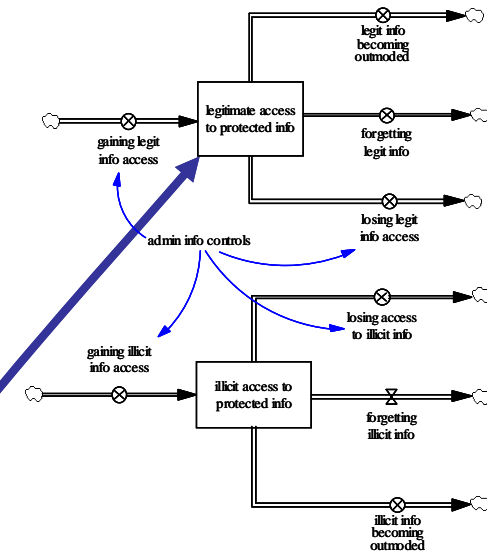 legit info
becoming
outmoded
legitimate access
to protected info
gaining legit
info access
forgetting
legit info
losing legit
info access
admin info controls
losing access
to illicit info
gaining illicit
info access
illicit access to
protected info
forgetting
illicit info
illicit info
becoming
outmoded